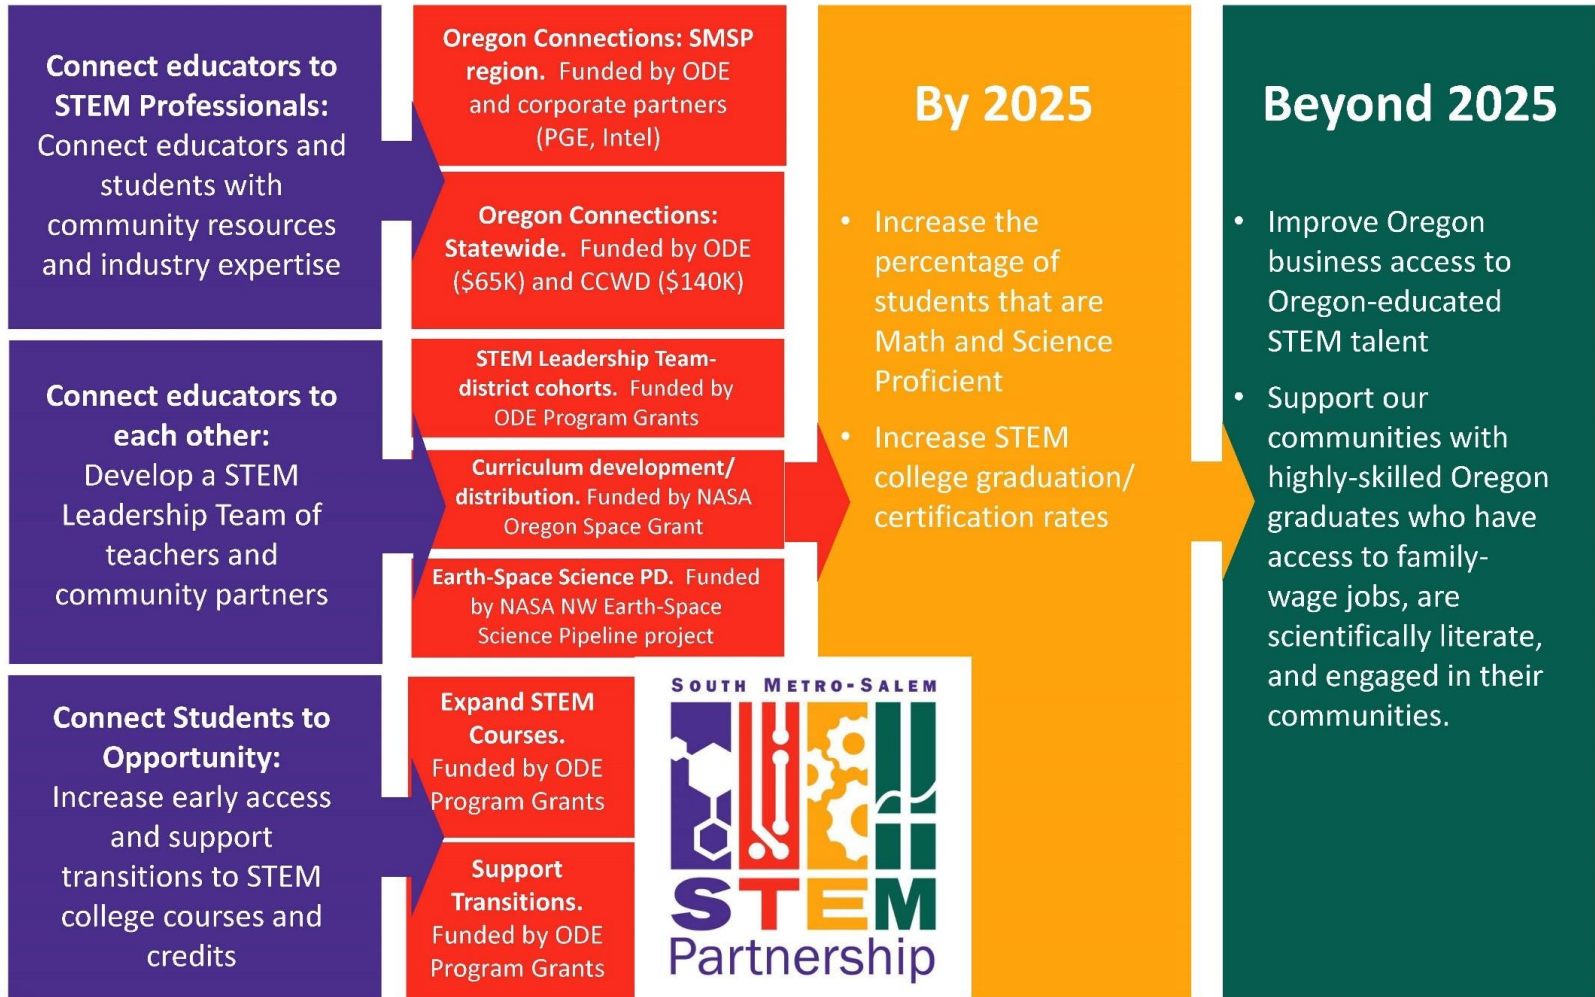 Connect educators to
STEM Professionals:
Connect educators and
students with
community resources
and industry expertise
Oregon Connections: SMSP
region. Funded by ODE
and corporate partners
(PGE, Intel)
Oregon Connections:
Statewide. Funded by ODE
($65K) and CCWD ($140K)
Connect educators to
each other:
Develop a STEM
Leadership Team of
teachers and
community partners
STEM Leadership Team-
district cohorts. Funded by
ODE Program Grants
Curriculum development/
distribution. Funded by NASA
Oregon Space Grant
Earth-Space Science PD. Funded
by NASA NW Earth-Space
Science Pipeline project
Connect Students to
Opportunity:
Increase early access
and support
transitions to STEM
college courses and
credits
Expand STEM
Courses.
Funded by ODE
Program Grants
Support
Transitions.
Funded by ODE
Program Grants
SOUTH METRO-SALEM
STEM
Partnership
By 2025
• Increase the
percentage of
students that are
Math and Science
Proficient
• Increase STEM
college graduation/
certification rates
Beyond 2025
• Improve Oregon
business access to
Oregon-educated
STEM talent
• Support our
communities with
highly-skilled Oregon
graduates who have
access to family-
wage jobs, are
scientifically literate,
and engaged in their
communities.